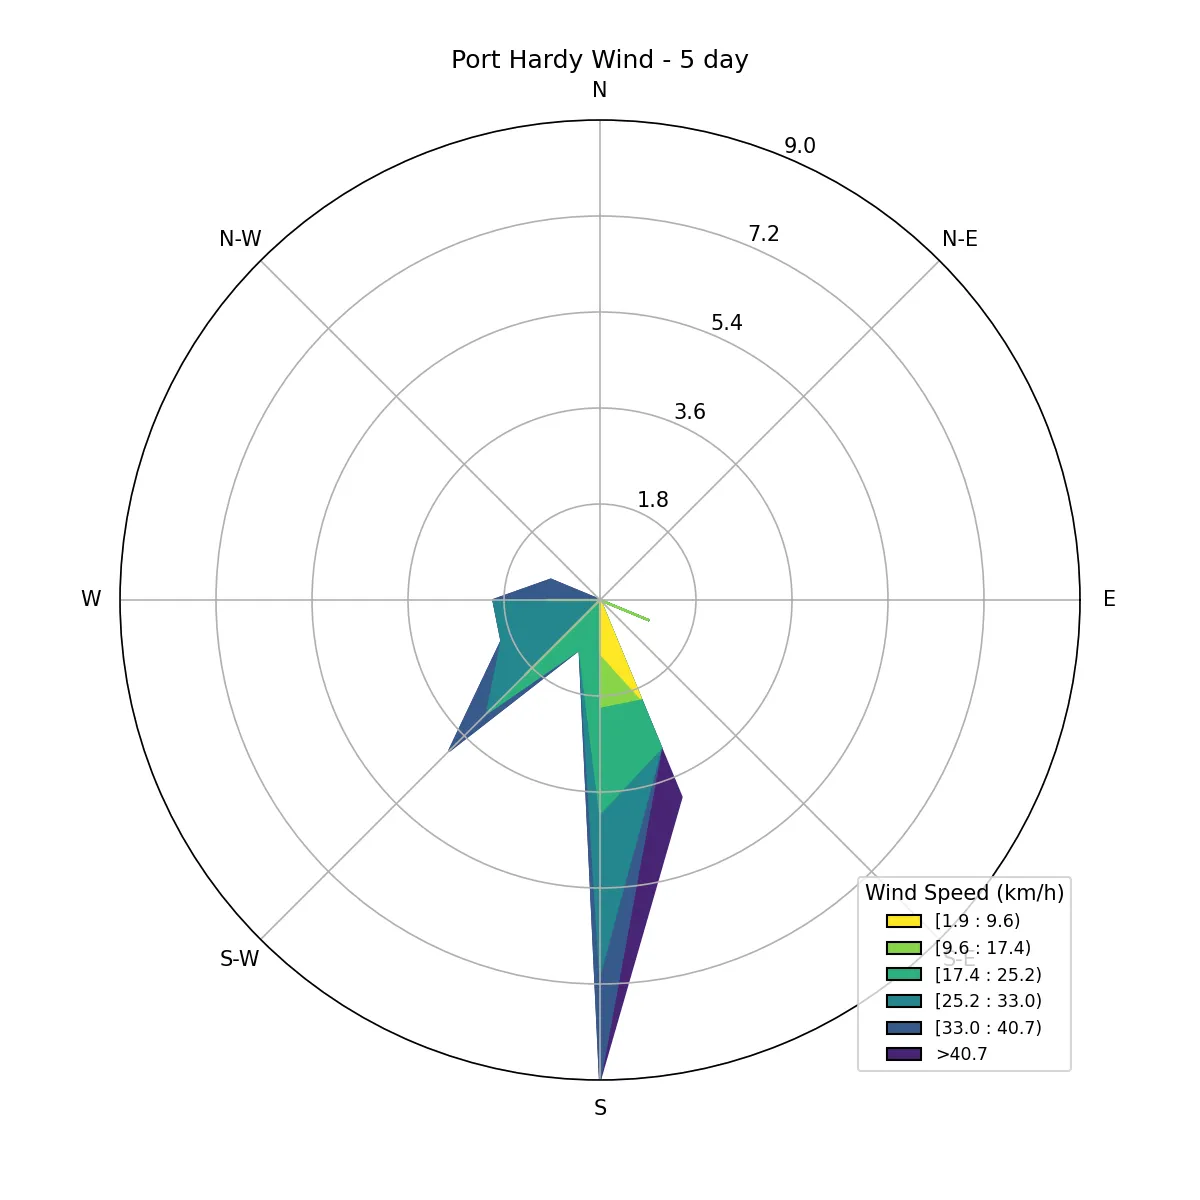 Port Hardy Wind - 5 day
N
9.0
N-W
7.2
N-E
5.4
3.6
1.8
W
E
S-W
S-E
S
Wind Speed (km/h)
[1.9 : 9.6)
[9.6 : 17.4)
[17.4 : 25.2)
[25.2 : 33.0)
[33.0 : 40.7)
>40.7